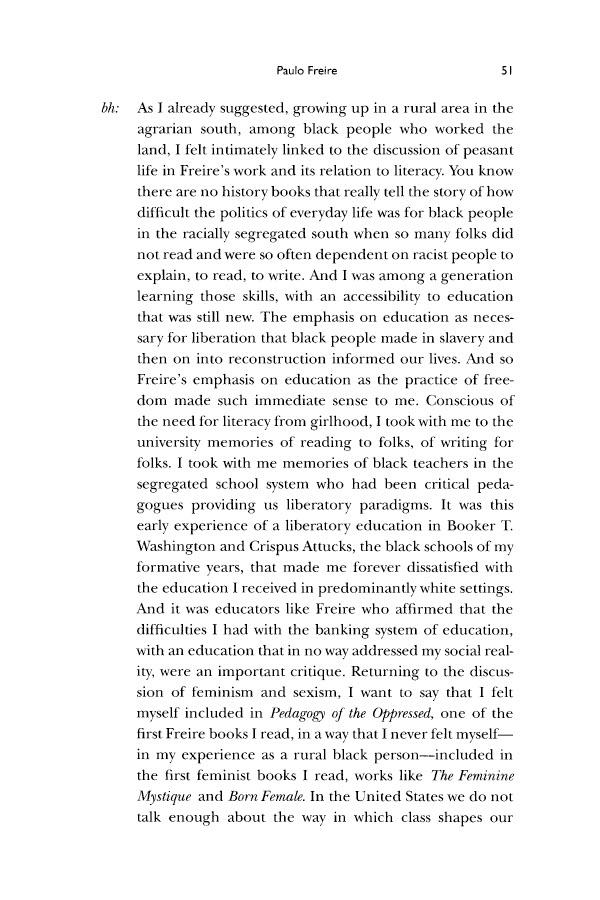 Paulo Freire 51
bh: As I already suggested, growing up in a rural area in the
agrarian south, among black people who worked the
land, I felt intimately linked to the discussion of peasant
life in Freire's work and its relation to literacy. You know
there are no history books that really tell the story of how
difficult the politics of everyday life was for black people
in the racially segregated south when so many folks did
not read and were so often dependent on racist people to
explain, to read, to write. And I was among a generation
learning those skills, with an accessibility to education
that was still new. The emphasis on education as neces-
sary for liberation that black people made in slavery and
then on into reconstruction informed our lives. And so
Freire's emphasis on education as the practice of free-
dom made such immediate sense to me. Conscious of
the need for literacy from girlhood, I took with me to the
university memories of reading to folks, of writing for
folks. I took with me memories of black teachers in the
segregated school system who had been critical peda-
gogues providing us liberatory paradigms. It was this
early experience of a liberatory education in Booker T.
Washington and Crispus Attucks, the black schools of my
formative years, that made me forever dissatisfied with
the education I received in predominantly white settings.
And it was educators like Freire who affirmed that the
difficulties I had with the banking system of education,
with an education that in no way addressed my social real-
ity, were an important critique. Returning to the discus-
sion of feminism and sexism, I want to say that I felt
myself included in Pedagogy of the Oppressed, one of the
first Freire books I read, in a way that I never felt myself—
in my experience as a rural black person—included in
the first feminist books I read, works like The Feminine
Mystique and Born Female. In the United States we do not
talk enough about the way in which class shapes our